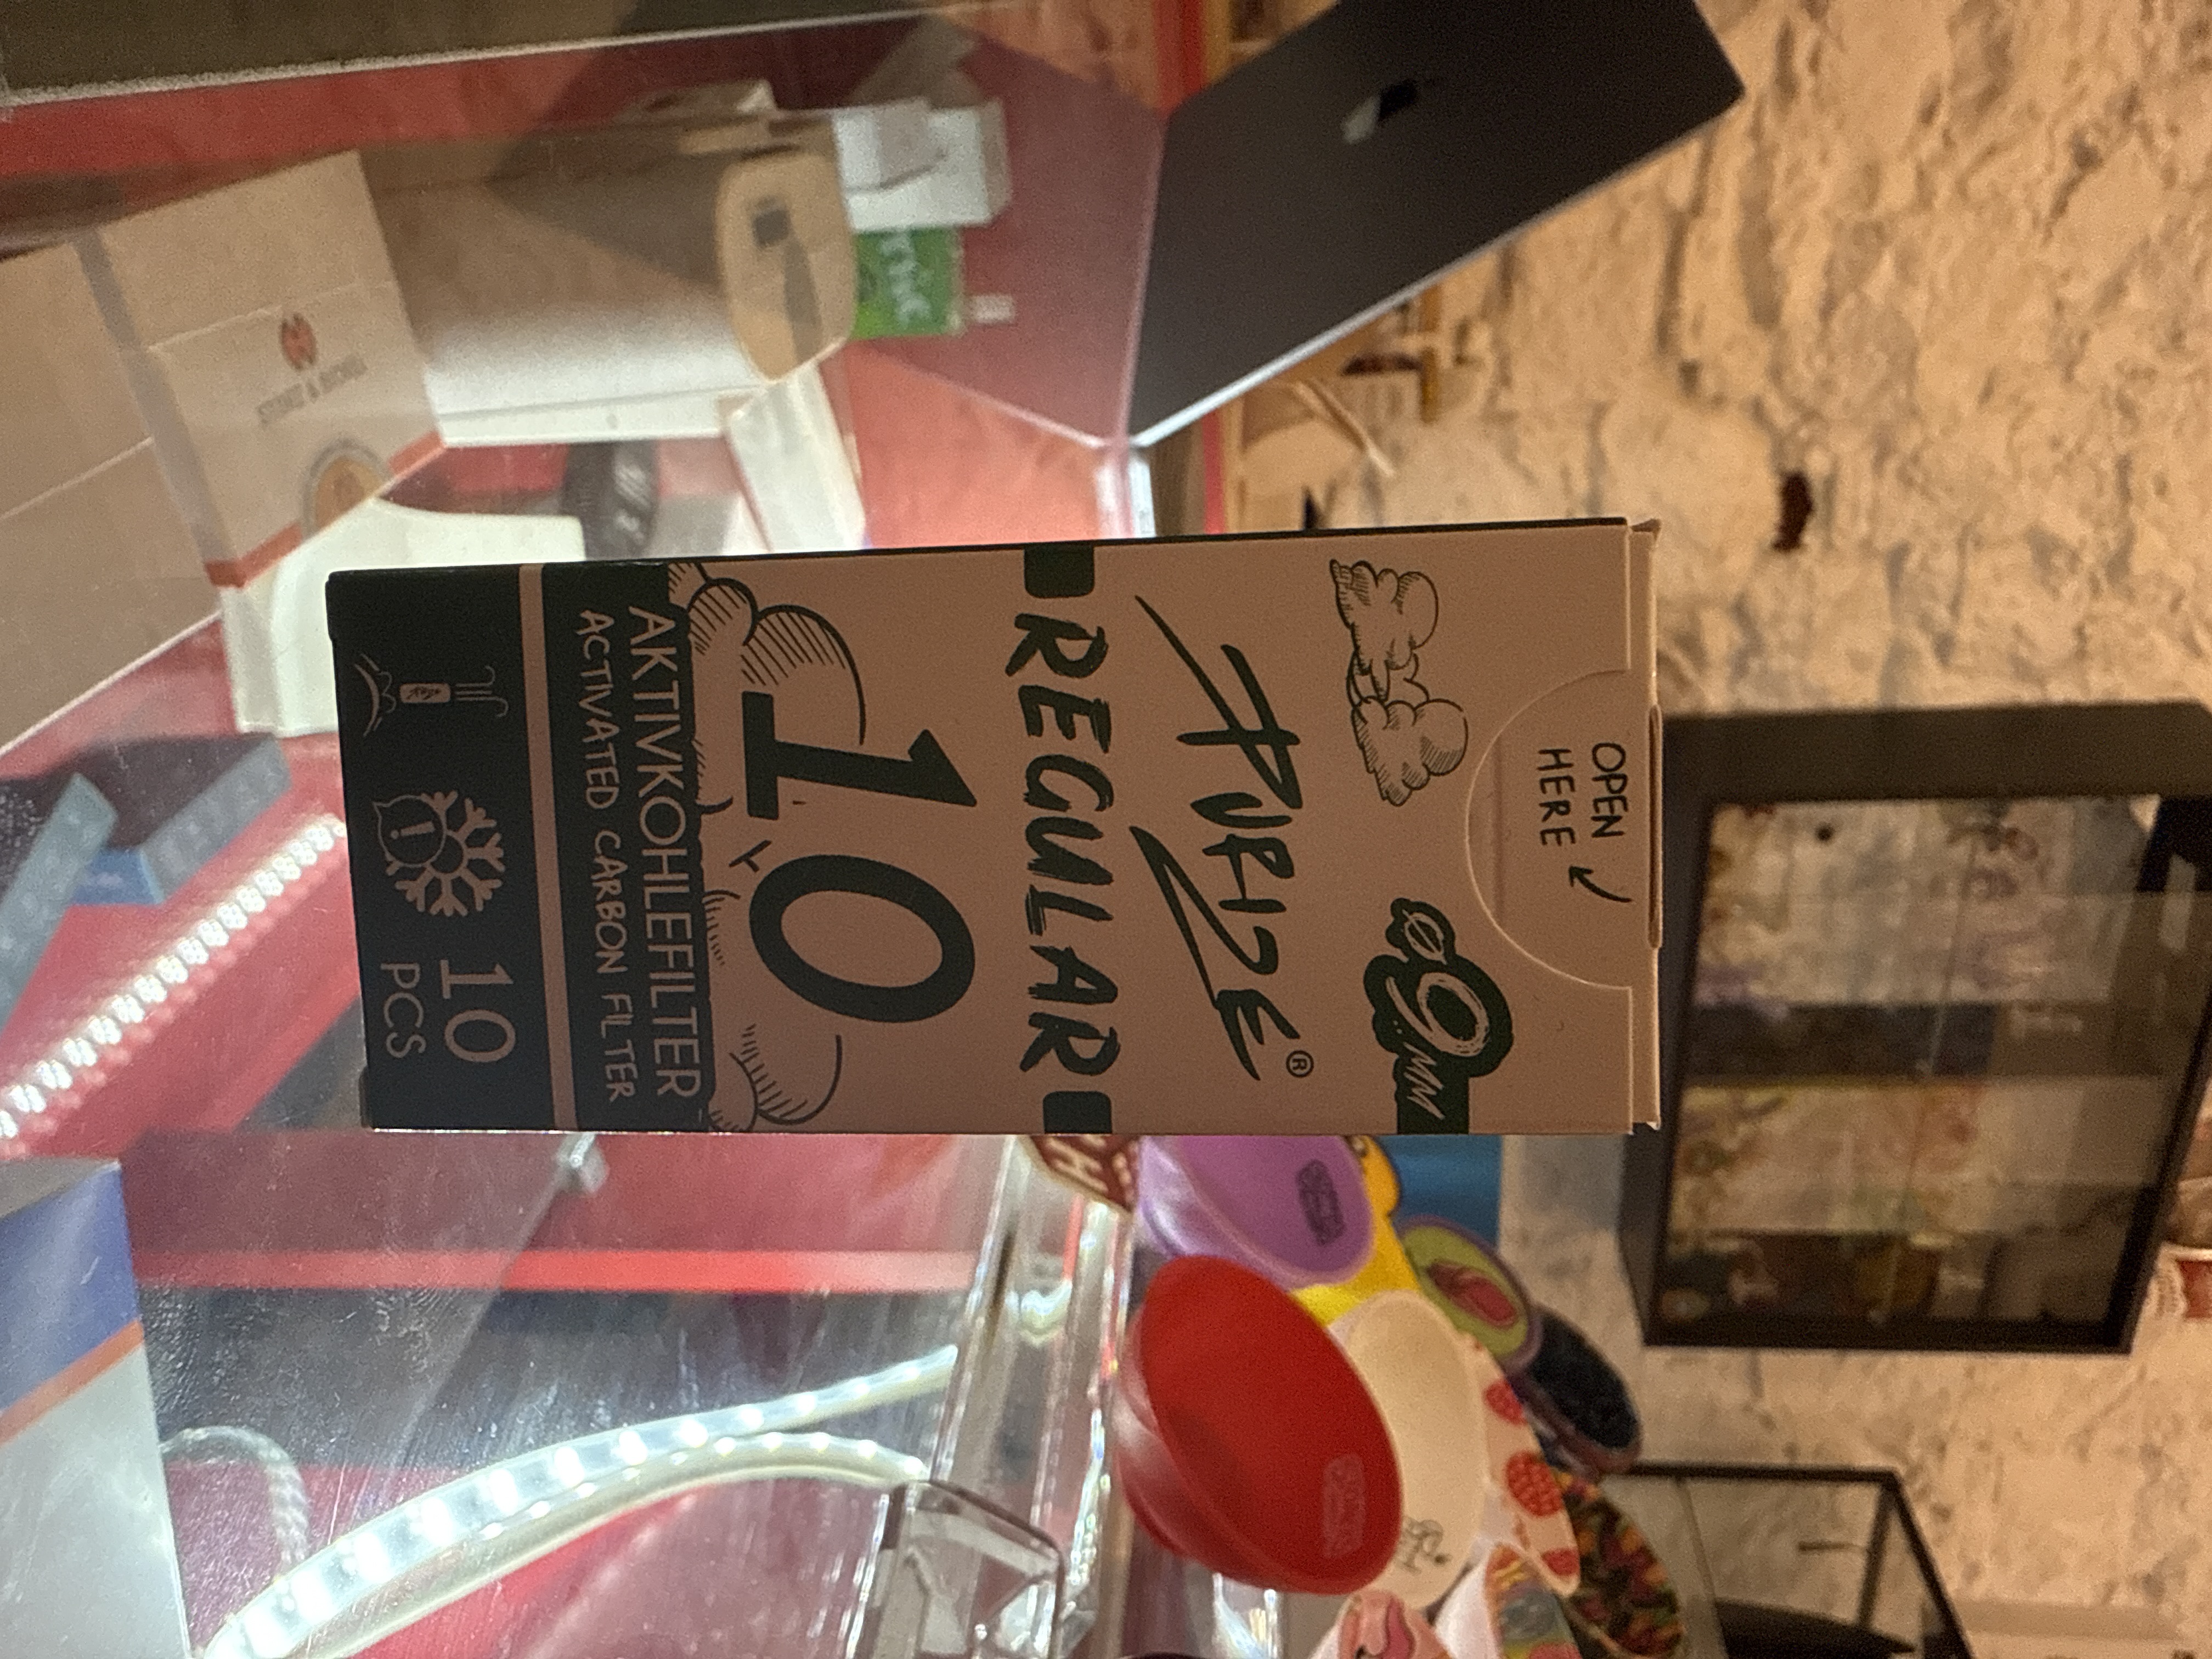 OPEN
HERE
ø9MM
PURIZE®
REGULAR
10
AKTIVKOHLEFILTER
ACTIVATED CARBON FILTER
10
PCS